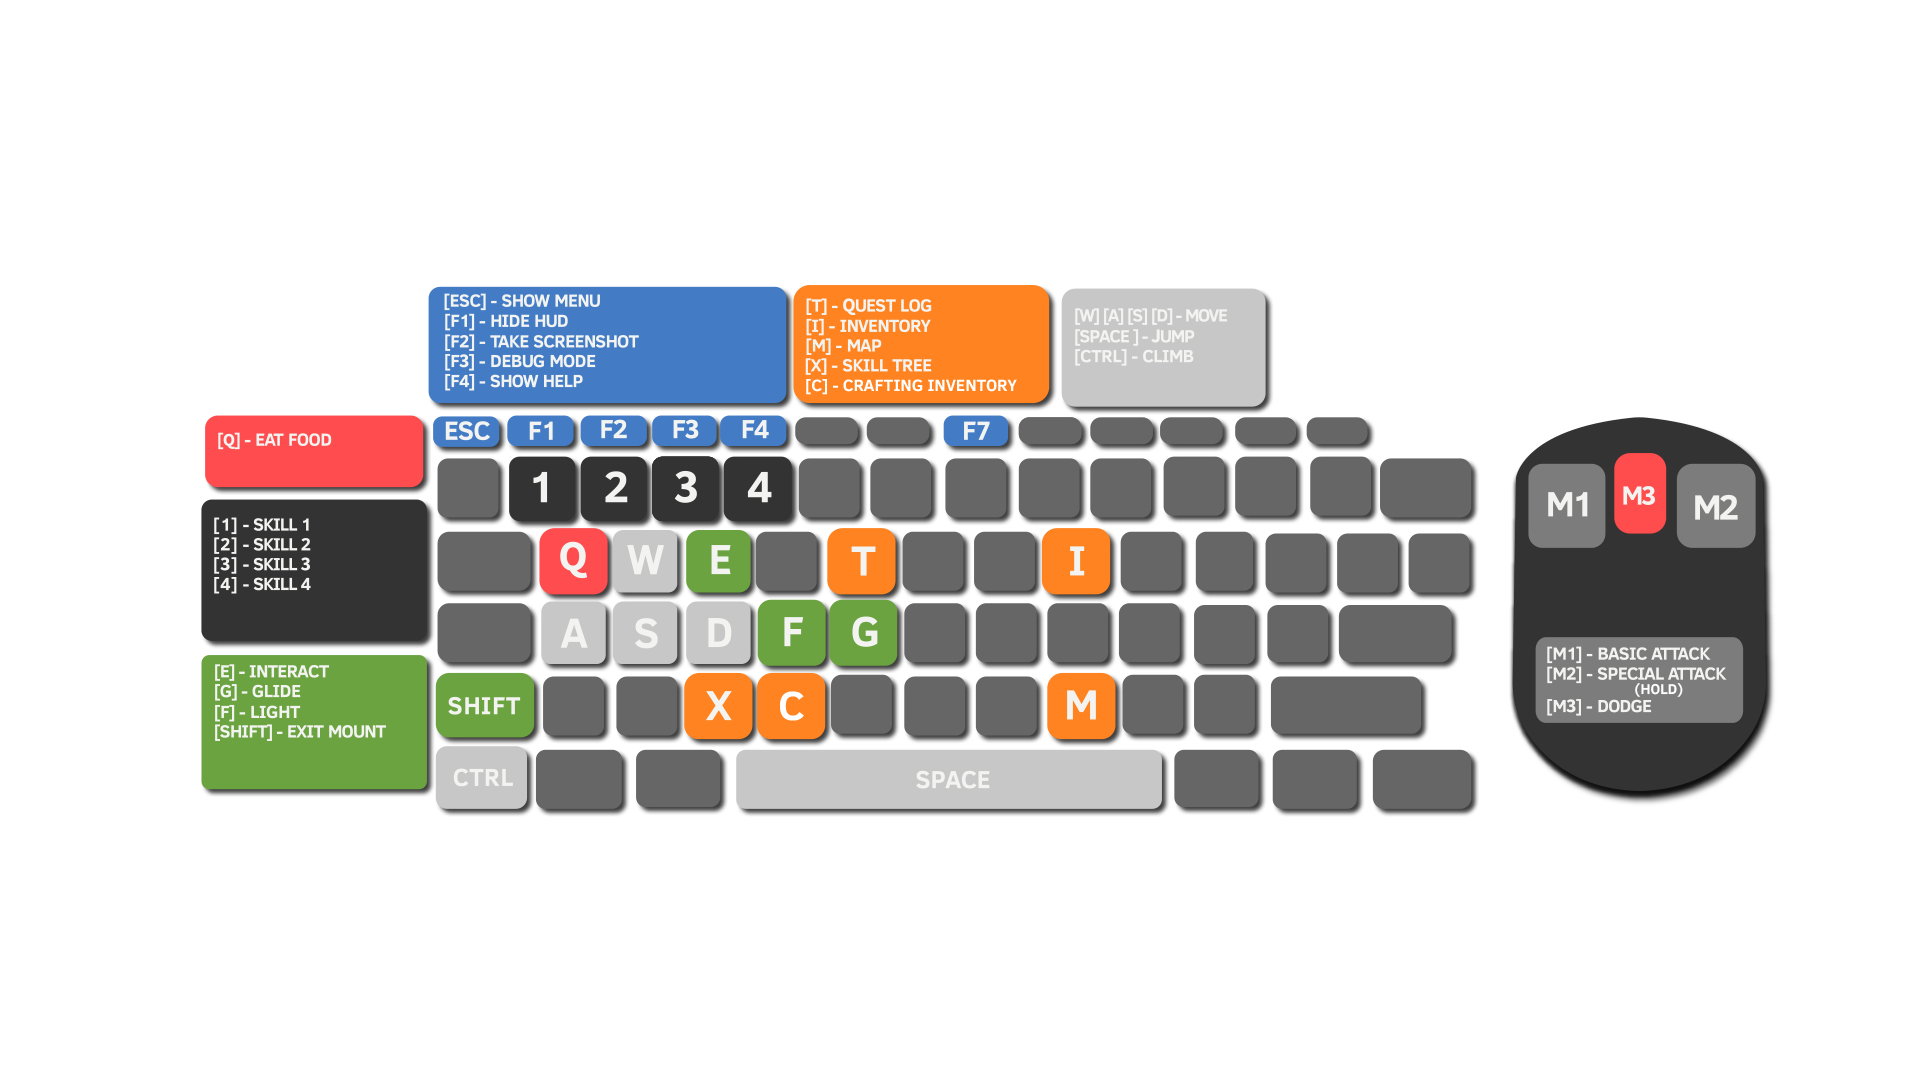 [ESC] - SHOW MENU
[F1] - HIDE HUD
[F2] - TAKE SCREENSHOT
[F3] - DEBUG MODE
[F4] - SHOW HELP
[T] - QUEST LOG
[I] - INVENTORY
[M] - MAP
[X] - SKILL TREE
[C] - CRAFTING INVENTORY
[W] [A] [S] [D] - MOVE
[SPACE ] - JUMP
[CTRL] - CLIMB
[Q] - EAT FOOD
[1] - SKILL 1
[2] - SKILL 2
[3] - SKILL 3
[4] - SKILL 4
[E] - INTERACT
[G] - GLIDE
[F] - LIGHT
[SHIFT] - EXIT MOUNT
ESC F1 F2 F3 F4 F7
1 2 3 4
Q W E T I
A S D F G
SHIFT X C M
CTRL SPACE
M1 M3 M2
[M1] - BASIC ATTACK
[M2] - SPECIAL ATTACK
(HOLD)
[M3] - DODGE